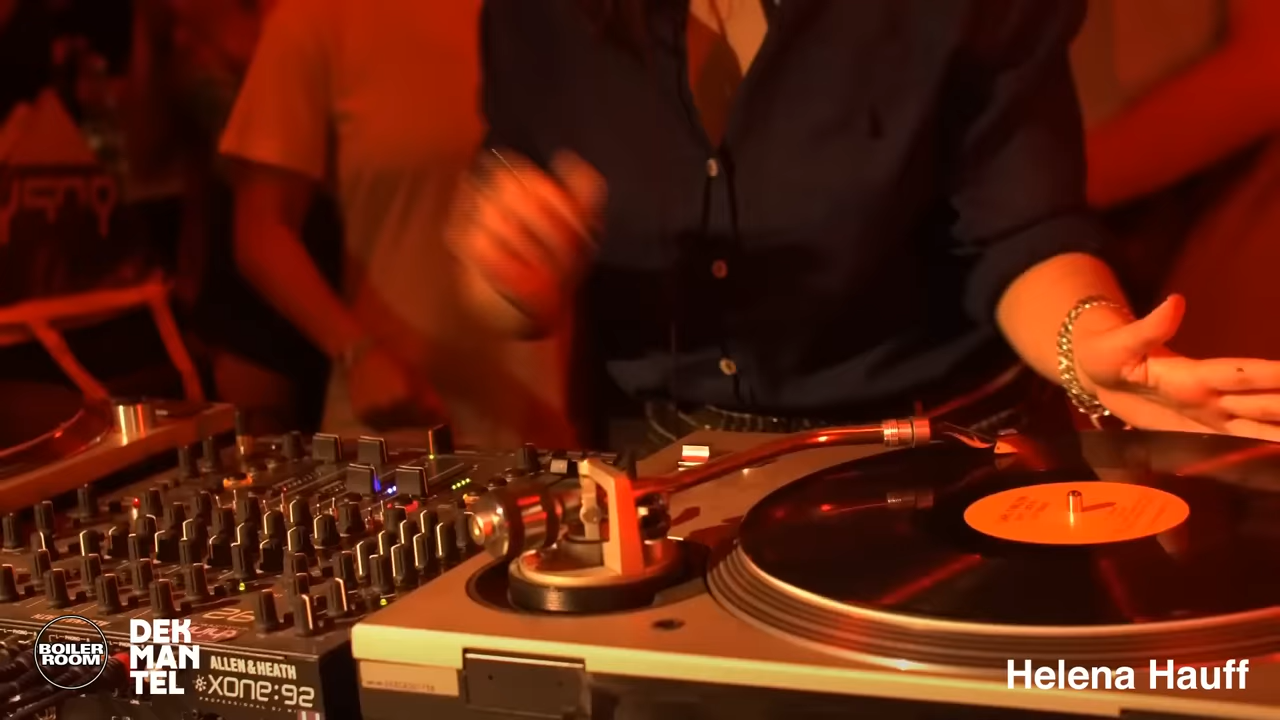 BOILER
ROOM
DEK
MAN
TEL
ALLEN&HEATH
XONE:92
Helena Hauff